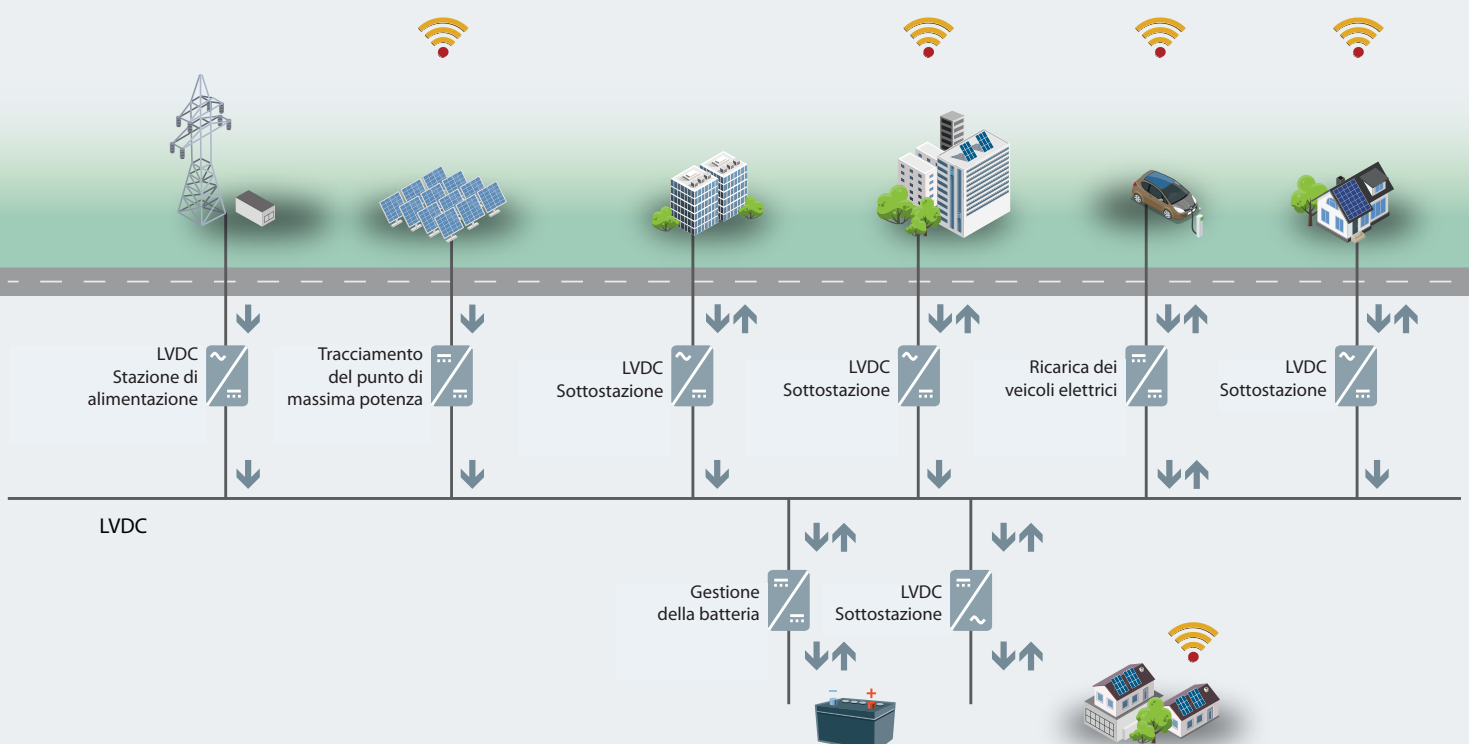 LVDC
Stazione di
alimentazione
Tracciamento
del punto di
massima potenza
LVDC
Sottostazione
LVDC
Sottostazione
Ricarica dei
veicoli elettrici
LVDC
Sottostazione
LVDC
Gestione
della batteria
LVDC
Sottostazione